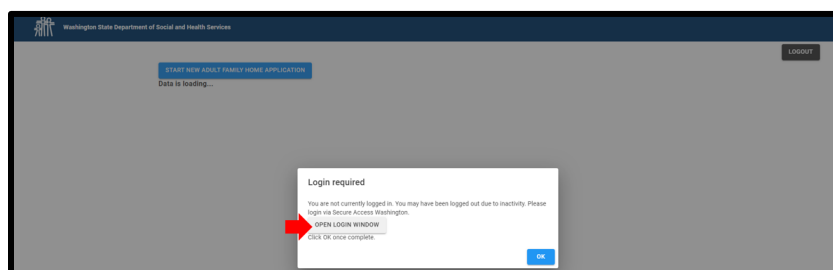 Washington State Department of Social and Health Services
LOGOUT
START NEW ADULT FAMILY HOME APPLICATION
Data is loading...
Login required
You are not currently logged in. You may have been logged out due to inactivity. Please
login via Secure Access Washington.
OPEN LOGIN WINDOW
Click OK once complete.
OK